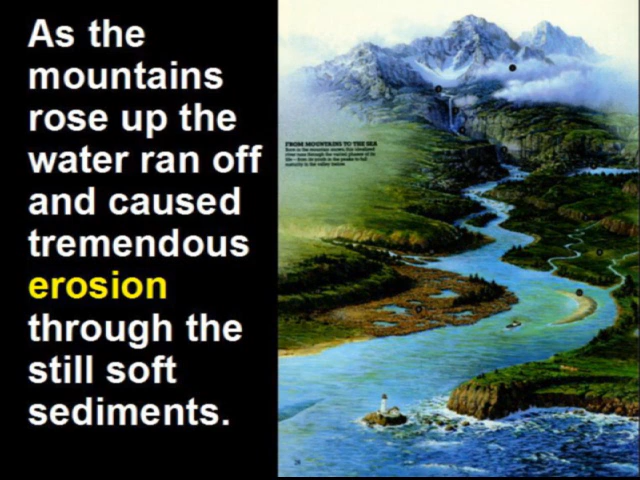 As the
mountains
rose up the
water ran off
and caused
tremendous
erosion
through the
still soft
sediments.
FROM MOUNTAINS TO THE SEA